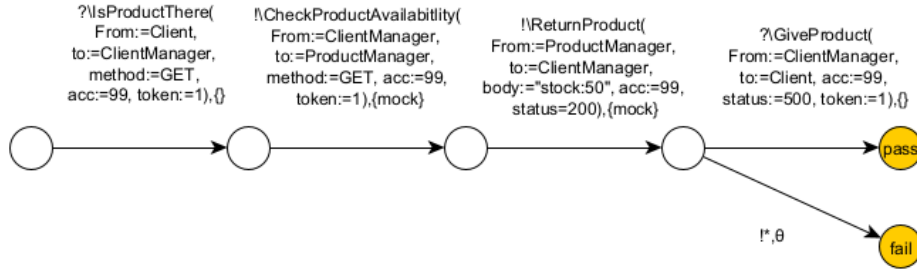 ?\IsProductThere(
From:=Client,
to:=ClientManager,
method:=GET,
acc:=99, token:=1),{}
!\CheckProductAvailabitlity(
From:=ClientManager,
to:=ProductManager,
method:=GET, acc:=99,
token:=1),{mock}
!\ReturnProduct(
From:=ProductManager,
to:=ClientManager,
body:="stock:50", acc:=99,
status=200),{mock}
?\GiveProduct(
From:=ClientManager,
to:=Client, acc:=99,
status:=500, token:=1),{}
pass
!*,θ
fail